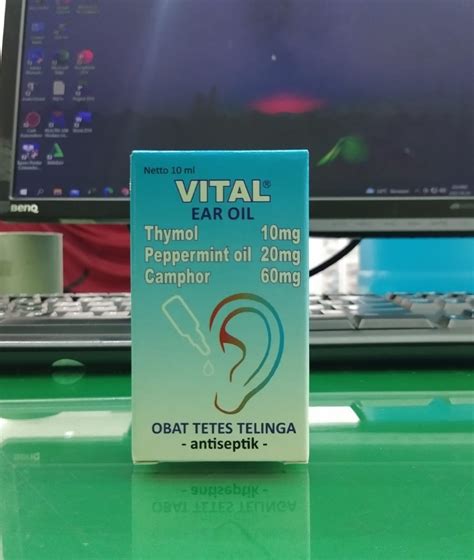 Netto 10 ml
VITAL®
EAR OIL
Thymol 10mg
Peppermint oil 20mg
Camphor 60mg
OBAT TETES TELINGA
- antiseptik -
BenQ